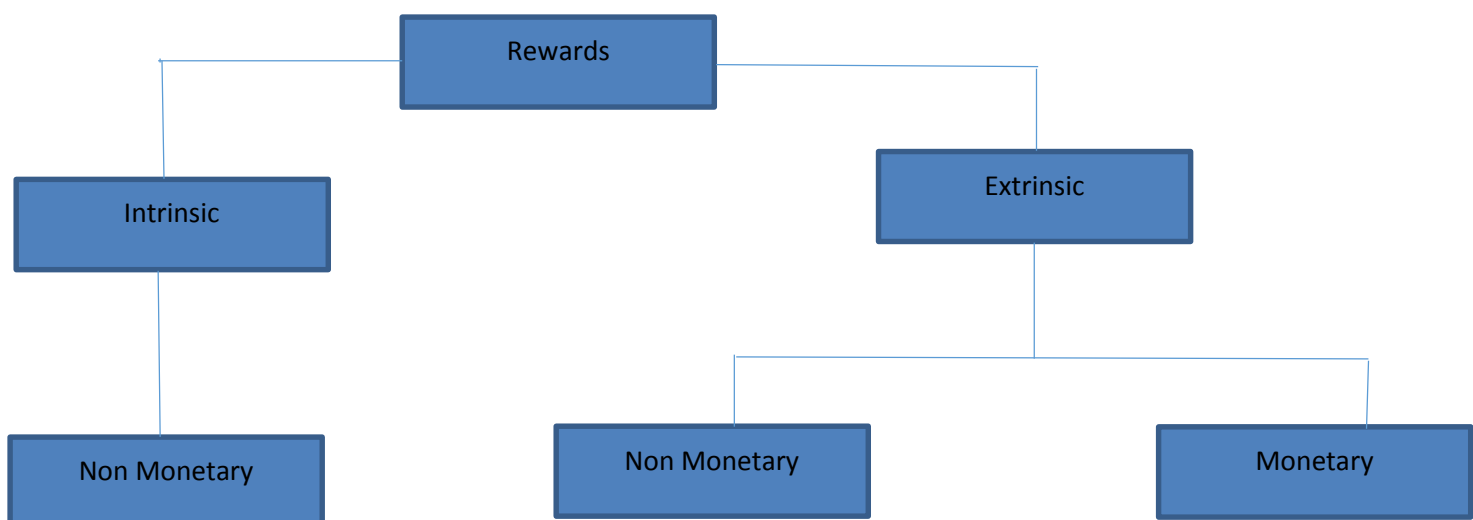 Rewards
Extrinsic
Intrinsic
Non Monetary
Non Monetary
Monetary